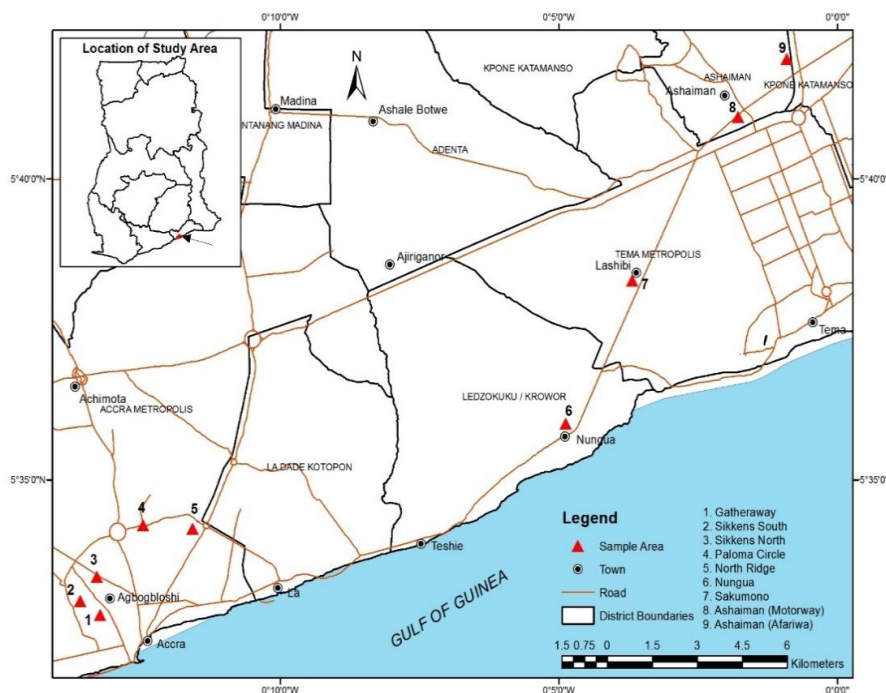 0°10'0"W
0°5'0"W
0°0'0"
Location of Study Area
N
9
KPONE KATAMANSO
ASHAIMAN
Ashaiman
KPONE KATAMANSO
8
Madina
NTANANG MADINA
Ashale Botwe
ADENTA
5°40'0"N
5°40'0"N
Ajiriganor
TEMA METROPOLIS
Lashibi
7
Tema
Achimota
ACCRA METROPOLIS
LEDZOKUKU / KROWOR
6
Nungua
5°35'0"N
5°35'0"N
LA DADE KOTOPON
4
5
3
2
Agbogbloshi
1
La
Teshie
Accra
GULF OF GUINEA
Legend
Sample Area
Town
Road
District Boundaries
1. Gatheraway
2. Sikkens South
3. Sikkens North
4. Paloma Circle
5. North Ridge
6. Nungua
7. Sakumono
8. Ashaiman (Motorway)
9. Ashaiman (Afariwa)
1.5 0.75 0 1.5 3 4.5 6
Kilometers
0°10'0"W
0°5'0"W
0°0'0"